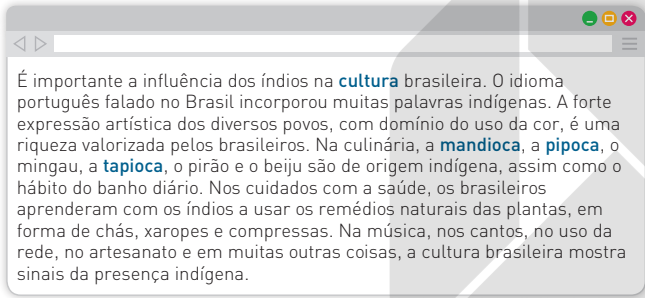 É importante a influência dos índios na cultura brasileira. O idioma
português falado no Brasil incorporou muitas palavras indígenas. A forte
expressão artística dos diversos povos, com domínio do uso da cor, é uma
riqueza valorizada pelos brasileiros. Na culinária, a mandioca, a pipoca, o
mingau, a tapioca, o pirão e o beiju são de origem indígena, assim como o
hábito do banho diário. Nos cuidados com a saúde, os brasileiros
aprenderam com os índios a usar os remédios naturais das plantas, em
forma de chás, xaropes e compressas. Na música, nos cantos, no uso da
rede, no artesanato e em muitas outras coisas, a cultura brasileira mostra
sinais da presença indígena.